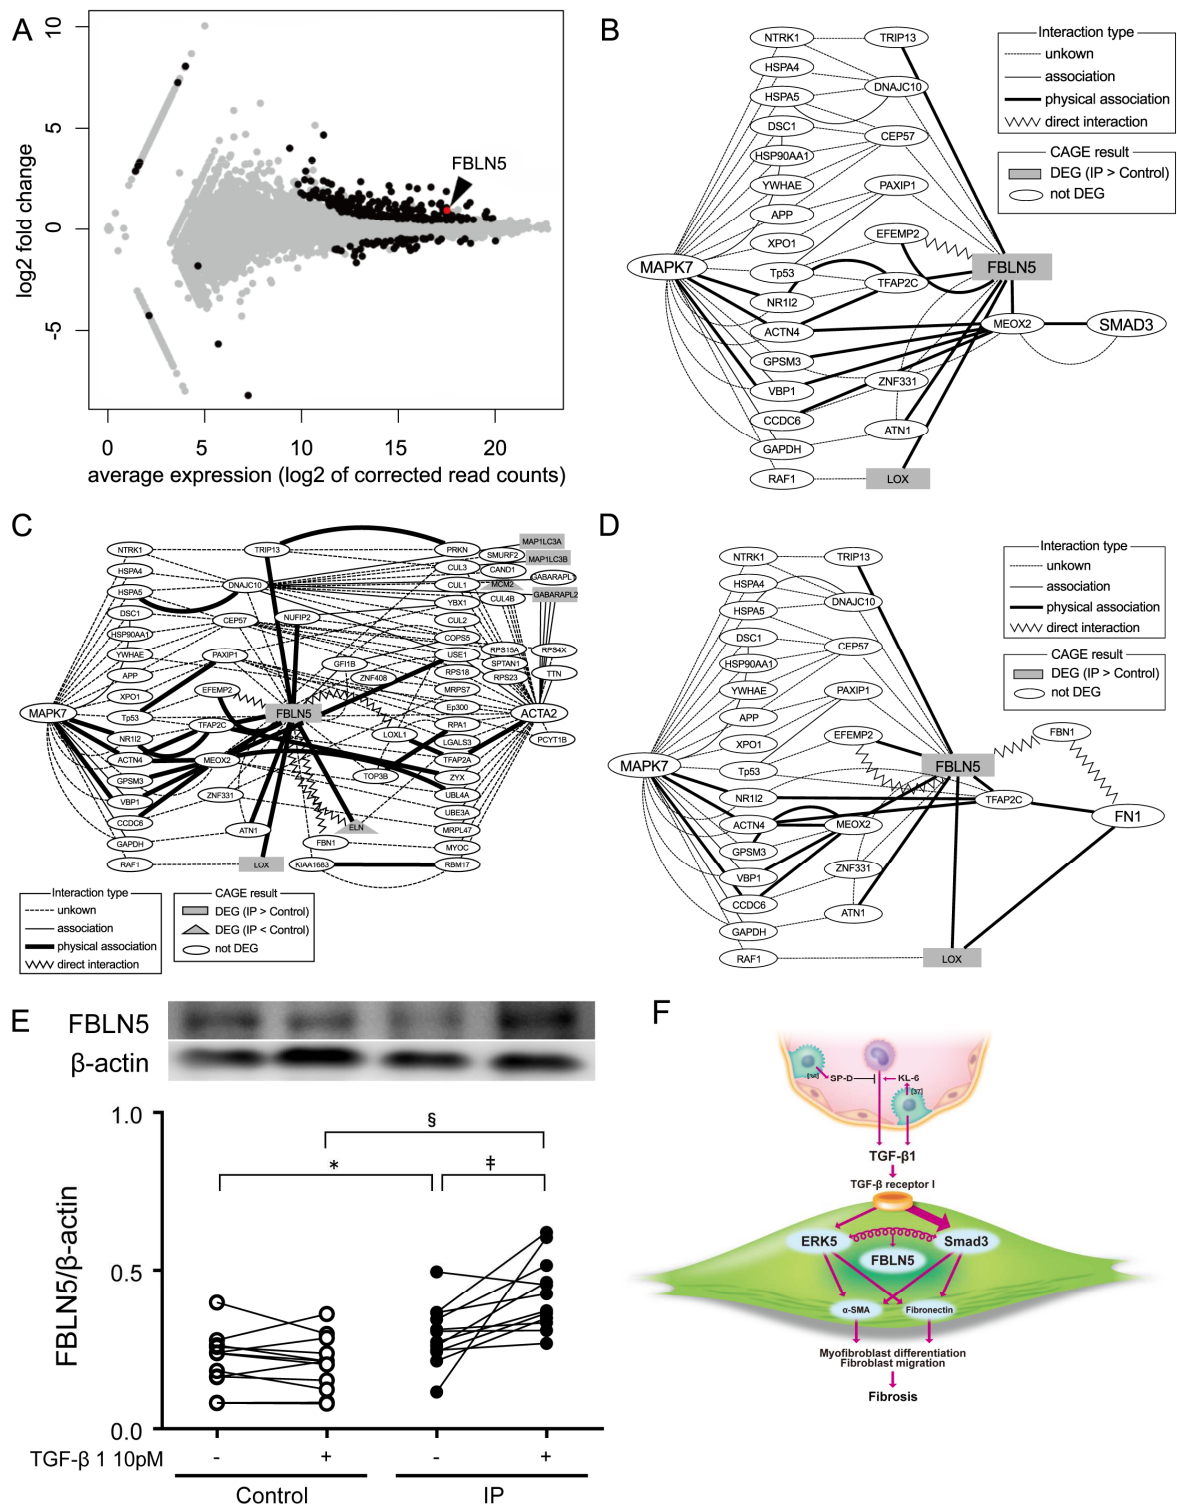 A
10
5
0
-5
log2 fold change
FBLN5
0
5
10
15
20
average expression (log2 of corrected read counts)
B
NTRK1
TRIP13
HSPA4
DNAJC10
HSPA5
DSC1
CEP57
HSP90AA1
YWHAE
PAXIP1
APP
EFEMP2
XPO1
MAPK7
Tp53
FBLN5
TFAP2C
NR1I2
ACTN4
MEOX2
SMAD3
GPSM3
ZNF331
VBP1
CCDC6
ATN1
GAPDH
RAF1
LOX
Interaction type
unkown
association
physical association
direct interaction
CAGE result
DEG (IP > Control)
not DEG
C
NTRK1
TRIP13
PRKN
MAP1LC3A
SMURF2
MAP1LC3B
HSPA4
CUL3
CAND1
GABARAPL1
DNAJC10
CUL1
MCM2
HSPA5
YBX1
CUL4B
GABARAPL2
DSC1
CEP57
NUFIP2
CUL2
HSP90AA1
COPS5
YWHAE
PAXIP1
GFI1B
USE1
RPS15A
RPS4X
SPTAN1
APP
ZNF408
RPS18
RPS23
TTN
XPO1
EFEMP2
MRPS7
MAPK7
Tp53
FBLN5
Ep300
ACTA2
TFAP2C
RPA1
NR1I2
LOXL1
LGALS3
PCYT1B
ACTN4
MEOX2
TFAP2A
GPSM3
TOP3B
ZYX
VBP1
ZNF331
UBL4A
CCDC6
UBE3A
ATN1
ELN
MRPL47
GAPDH
FBN1
MYOC
RAF1
LOX
KIAA1683
RBM17
Interaction type
unkown
association
physical association
direct interaction
CAGE result
DEG (IP > Control)
DEG (IP < Control)
not DEG
D
NTRK1
TRIP13
HSPA4
DNAJC10
HSPA5
DSC1
CEP57
HSP90AA1
YWHAE
PAXIP1
APP
EFEMP2
FBN1
XPO1
MAPK7
Tp53
FBLN5
NR1I2
TFAP2C
ACTN4
MEOX2
FN1
GPSM3
ZNF331
VBP1
CCDC6
ATN1
GAPDH
RAF1
LOX
Interaction type
unkown
association
physical association
direct interaction
CAGE result
DEG (IP > Control)
not DEG
E
FBLN5
β-actin
1.0
0.5
0.0
FBLN5/β-actin
§
*
‡
TGF-β 1 10pM
-
+
-
+
Control
IP
F
SP-D
KL-6
[37]
TGF-β1
TGF-β receptor I
ERK5
Smad3
FBLN5
α-SMA
Fibronectin
Myofibroblast differentiation
Fibroblast migration
Fibrosis